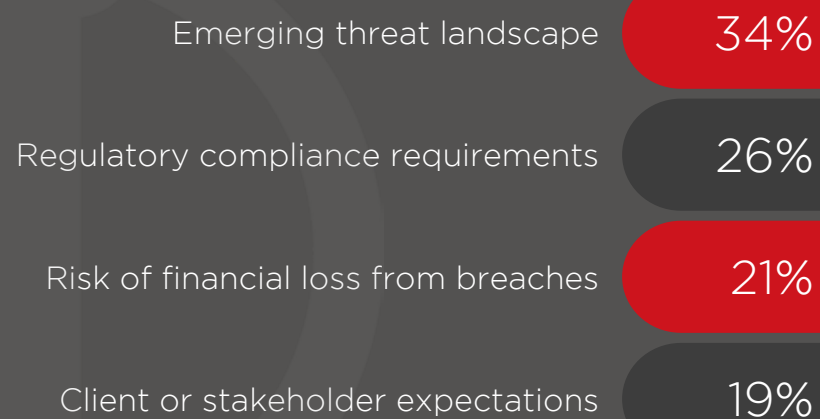 Emerging threat landscape 34%
Regulatory compliance requirements 26%
Risk of financial loss from breaches 21%
Client or stakeholder expectations 19%